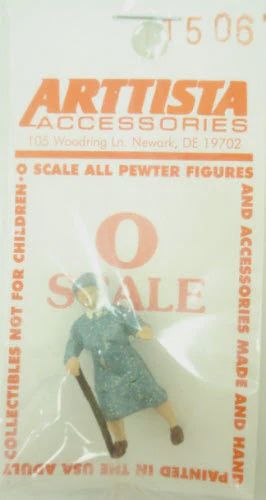 1506
ARTTISTA
ACCESSORIES
105 Woodring Ln. Newark, DE 19702
O SCALE ALL PEWTER FIGURES
AND ACCESSORIES MADE AND HAND
PAINTED IN THE USA ADULT
COLLECTIBLES NOT FOR CHILDREN•
O
SCALE